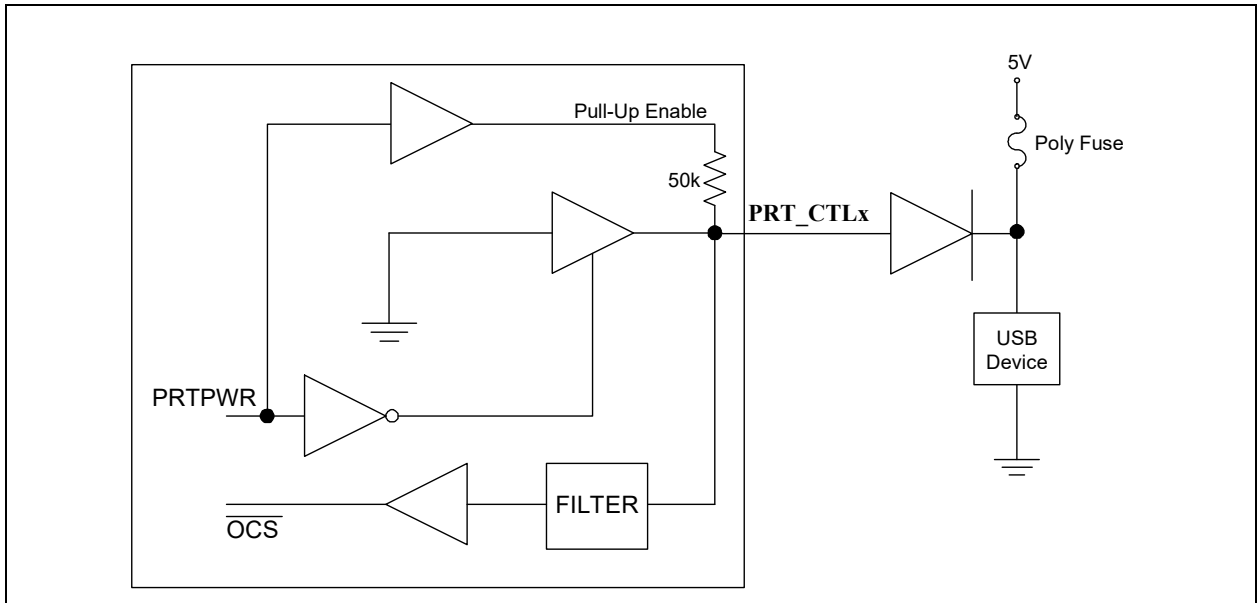 5V
Poly Fuse
Pull-Up Enable
50k
PRT_CTLx
USB
Device
PRTPWR
FILTER
OCS